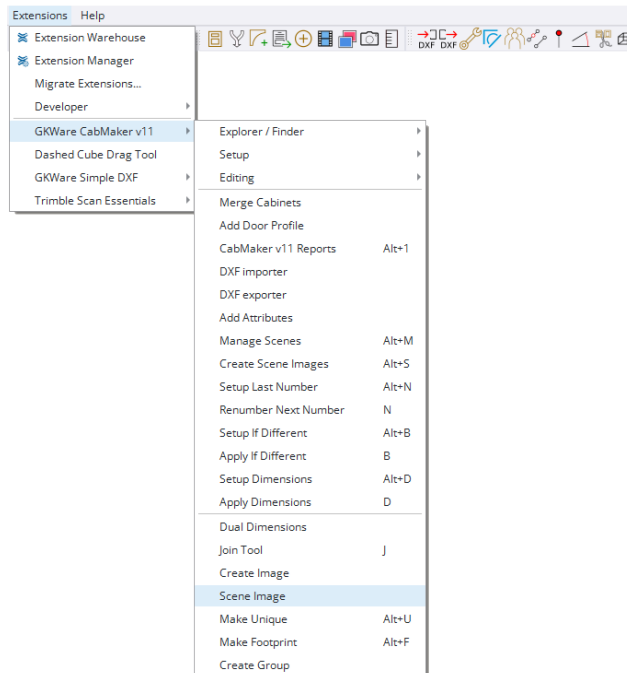 Extensions Help
Extension Warehouse
Extension Manager
Migrate Extensions...
Developer
GKWare CabMaker v11
Dashed Cube Drag Tool
GKWare Simple DXF
Trimble Scan Essentials
DXF DXF
Explorer / Finder
Setup
Editing
Merge Cabinets
Add Door Profile
CabMaker v11 Reports Alt+1
DXF importer
DXF exporter
Add Attributes
Manage Scenes Alt+M
Create Scene Images Alt+S
Setup Last Number Alt+N
Renumber Next Number N
Setup If Different Alt+B
Apply If Different B
Setup Dimensions Alt+D
Apply Dimensions D
Dual Dimensions
Join Tool J
Create Image
Scene Image
Make Unique Alt+U
Make Footprint Alt+F
Create Group